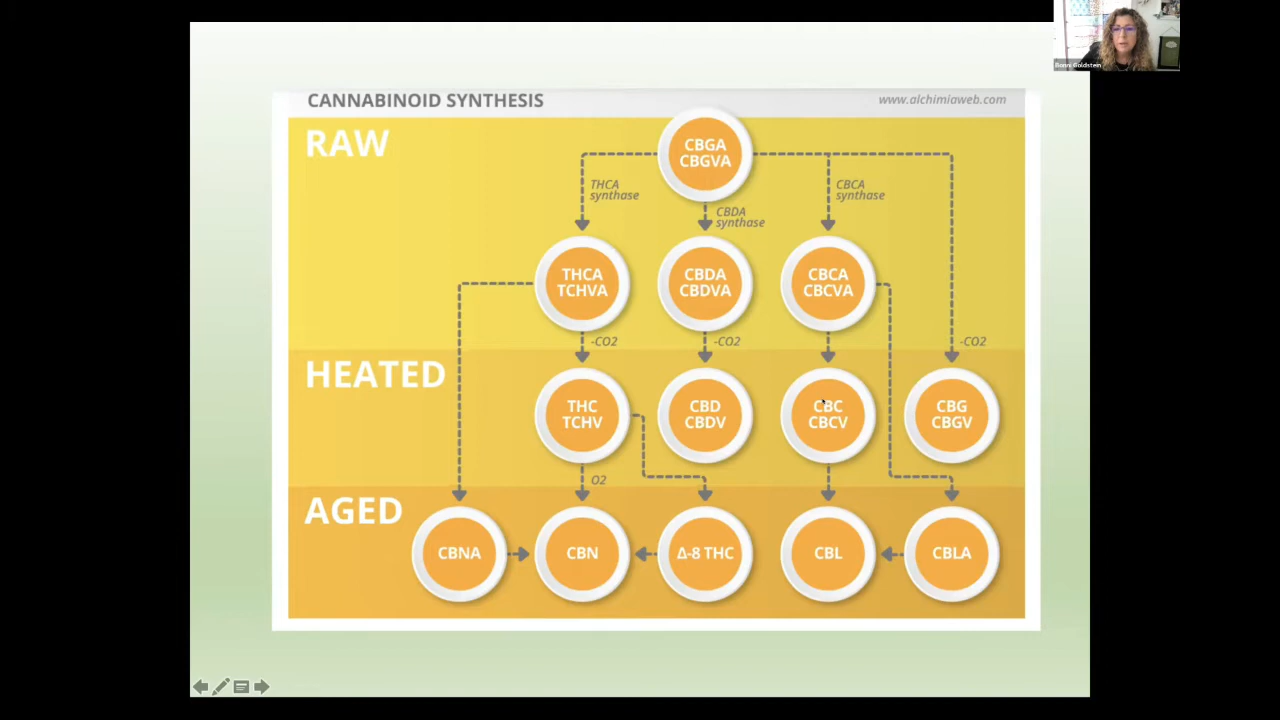 Bonni Goldstein
CANNABINOID SYNTHESIS
www.alchimiaweb.com
RAW
CBGA
CBGVA
THCA
synthase
CBDA
synthase
CBCA
synthase
THCA
TCHVA
CBDA
CBDVA
CBCA
CBCVA
-CO2
-CO2
-CO2
HEATED
THC
TCHV
CBD
CBDV
CBC
CBCV
CBG
CBGV
O2
AGED
CBNA
CBN
Δ-8 THC
CBL
CBLA